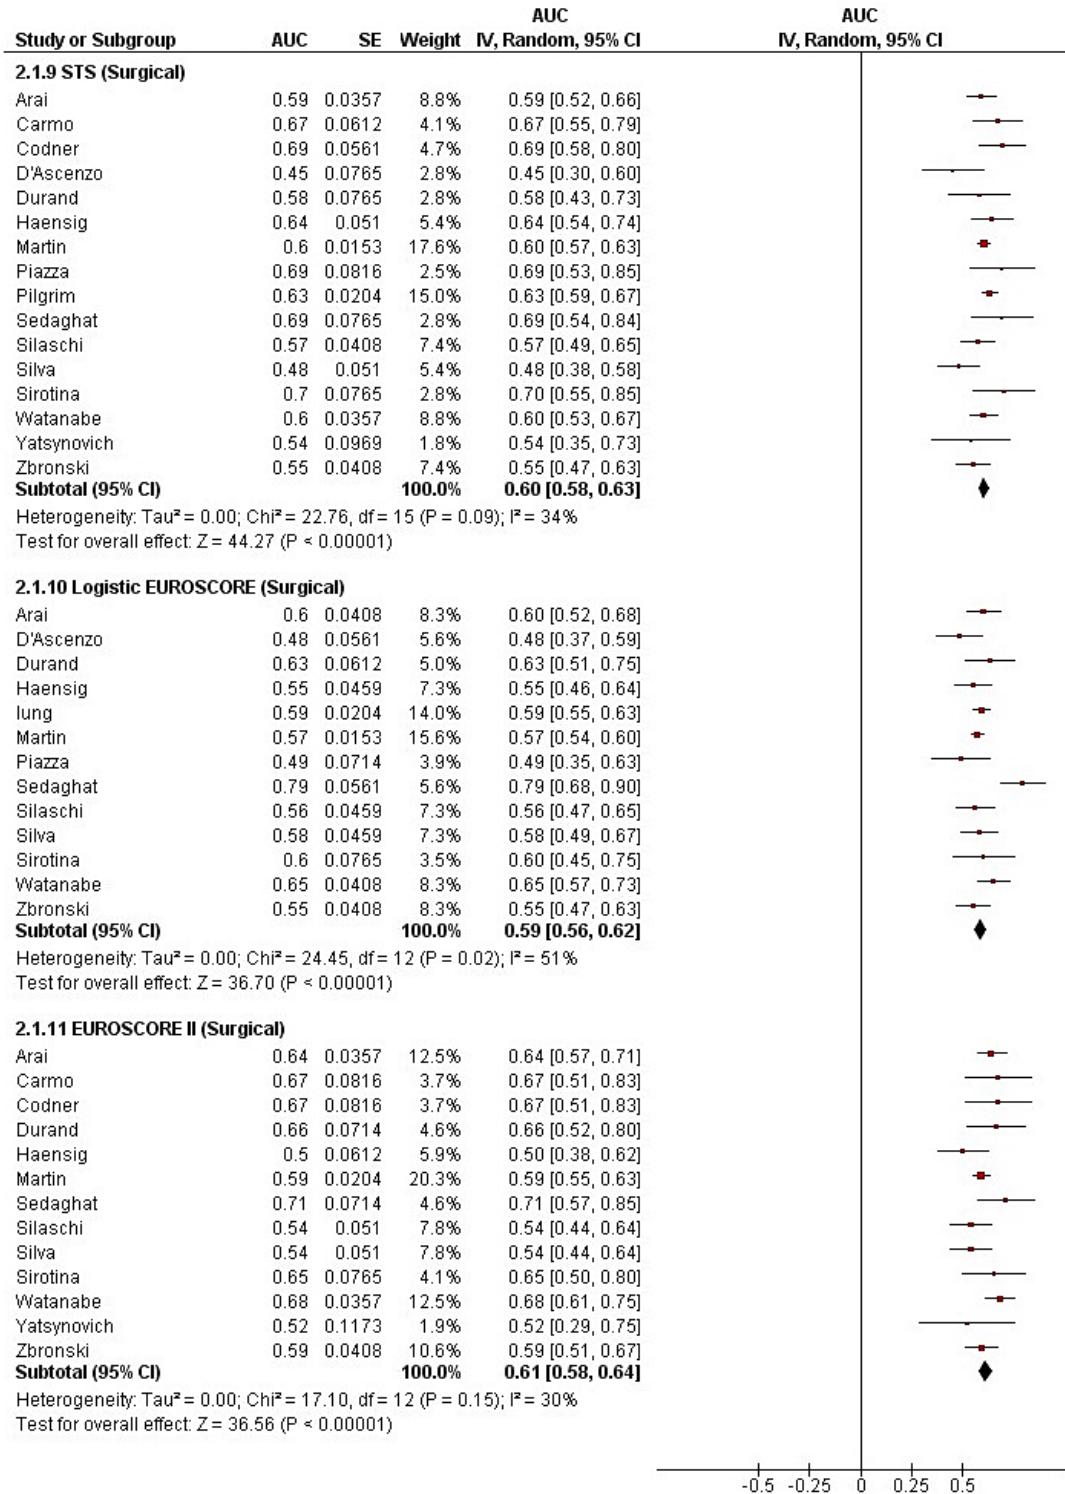 AUC AUC
Study or Subgroup AUC SE Weight IV, Random, 95% CI IV, Random, 95% CI
2.1.9 STS (Surgical)
Arai 0.59 0.0357 8.8% 0.59 [0.52, 0.66]
Carmo 0.67 0.0612 4.1% 0.67 [0.55, 0.79]
Codner 0.69 0.0561 4.7% 0.69 [0.58, 0.80]
D'Ascenzo 0.45 0.0765 2.8% 0.45 [0.30, 0.60]
Durand 0.58 0.0765 2.8% 0.58 [0.43, 0.73]
Haensig 0.64 0.051 5.4% 0.64 [0.54, 0.74]
Martin 0.6 0.0153 17.6% 0.60 [0.57, 0.63]
Piazza 0.69 0.0816 2.5% 0.69 [0.53, 0.85]
Pilgrim 0.63 0.0204 15.0% 0.63 [0.59, 0.67]
Sedaghat 0.69 0.0765 2.8% 0.69 [0.54, 0.84]
Silaschi 0.57 0.0408 7.4% 0.57 [0.49, 0.65]
Silva 0.48 0.051 5.4% 0.48 [0.38, 0.58]
Sirotina 0.7 0.0765 2.8% 0.70 [0.55, 0.85]
Watanabe 0.6 0.0357 8.8% 0.60 [0.53, 0.67]
Yatsynovich 0.54 0.0969 1.8% 0.54 [0.35, 0.73]
Zbronski 0.55 0.0408 7.4% 0.55 [0.47, 0.63]
Subtotal (95% CI) 100.0% 0.60 [0.58, 0.63]
Heterogeneity: Tau² = 0.00; Chi² = 22.76, df = 15 (P = 0.09); I² = 34%
Test for overall effect: Z = 44.27 (P < 0.00001)
2.1.10 Logistic EUROSCORE (Surgical)
Arai 0.6 0.0408 8.3% 0.60 [0.52, 0.68]
D'Ascenzo 0.48 0.0561 5.6% 0.48 [0.37, 0.59]
Durand 0.63 0.0612 5.0% 0.63 [0.51, 0.75]
Haensig 0.55 0.0459 7.3% 0.55 [0.46, 0.64]
Iung 0.59 0.0204 14.0% 0.59 [0.55, 0.63]
Martin 0.57 0.0153 15.6% 0.57 [0.54, 0.60]
Piazza 0.49 0.0714 3.9% 0.49 [0.35, 0.63]
Sedaghat 0.79 0.0561 5.6% 0.79 [0.68, 0.90]
Silaschi 0.56 0.0459 7.3% 0.56 [0.47, 0.65]
Silva 0.58 0.0459 7.3% 0.58 [0.49, 0.67]
Sirotina 0.6 0.0765 3.5% 0.60 [0.45, 0.75]
Watanabe 0.65 0.0408 8.3% 0.65 [0.57, 0.73]
Zbronski 0.55 0.0408 8.3% 0.55 [0.47, 0.63]
Subtotal (95% CI) 100.0% 0.59 [0.56, 0.62]
Heterogeneity: Tau² = 0.00; Chi² = 24.45, df = 12 (P = 0.02); I² = 51%
Test for overall effect: Z = 36.70 (P < 0.00001)
2.1.11 EUROSCORE II (Surgical)
Arai 0.64 0.0357 12.5% 0.64 [0.57, 0.71]
Carmo 0.67 0.0816 3.7% 0.67 [0.51, 0.83]
Codner 0.67 0.0816 3.7% 0.67 [0.51, 0.83]
Durand 0.66 0.0714 4.6% 0.66 [0.52, 0.80]
Haensig 0.5 0.0612 5.9% 0.50 [0.38, 0.62]
Martin 0.59 0.0204 20.3% 0.59 [0.55, 0.63]
Sedaghat 0.71 0.0714 4.6% 0.71 [0.57, 0.85]
Silaschi 0.54 0.051 7.8% 0.54 [0.44, 0.64]
Silva 0.54 0.051 7.8% 0.54 [0.44, 0.64]
Sirotina 0.65 0.0765 4.1% 0.65 [0.50, 0.80]
Watanabe 0.68 0.0357 12.5% 0.68 [0.61, 0.75]
Yatsynovich 0.52 0.1173 1.9% 0.52 [0.29, 0.75]
Zbronski 0.59 0.0408 10.6% 0.59 [0.51, 0.67]
Subtotal (95% CI) 100.0% 0.61 [0.58, 0.64]
Heterogeneity: Tau² = 0.00; Chi² = 17.10, df = 12 (P = 0.15); I² = 30%
Test for overall effect: Z = 36.56 (P < 0.00001)
-0.5 -0.25 0 0.25 0.5